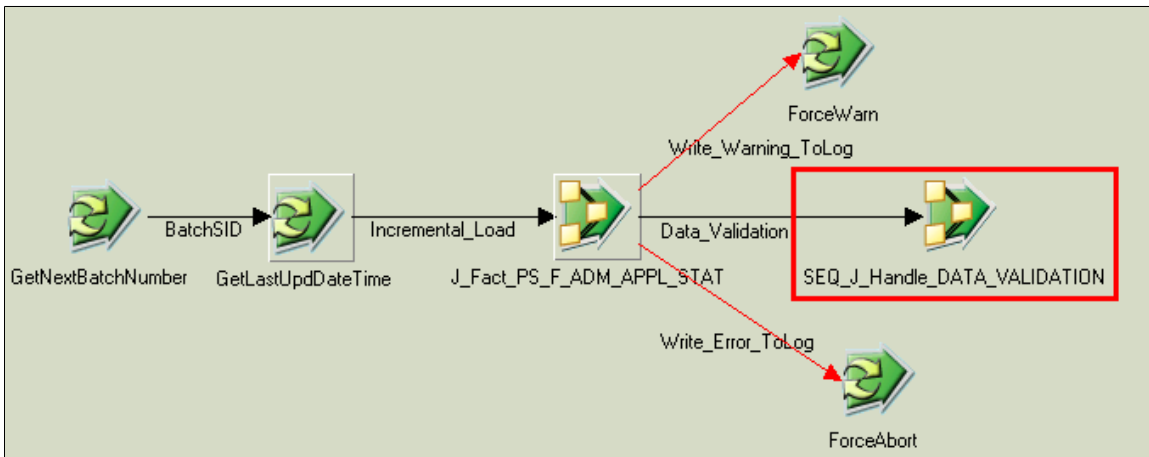 ForceWarn
Write_Warning_ToLog
BatchSID
Incremental_Load
Data_Validation
GetNextBatchNumber
GetLastUpdDateTime
J_Fact_PS_F_ADM_APPL_STAT
SEQ_J_Handle_DATA_VALIDATION
Write_Error_ToLog
ForceAbort